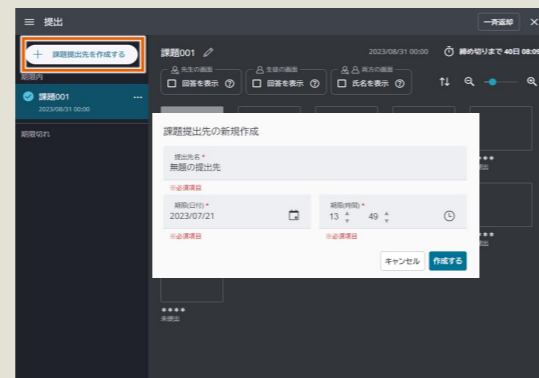 提出
一斉返却
＋ 課題提出先を作成する
期限内
課題001
2023/08/31 00:00
期限切れ
課題001
2023/08/31 00:00
締め切りまで 40日 08:09
先生の画面
回答を表示
生徒の画面
回答を表示
両方の画面
氏名を表示
課題提出先の新規作成
提出先名 *
無題の提出先
※必須項目
期限(日付) *
2023/07/21
※必須項目
期限(時間) *
13 49
※必須項目
キャンセル
作成する
****
未提出